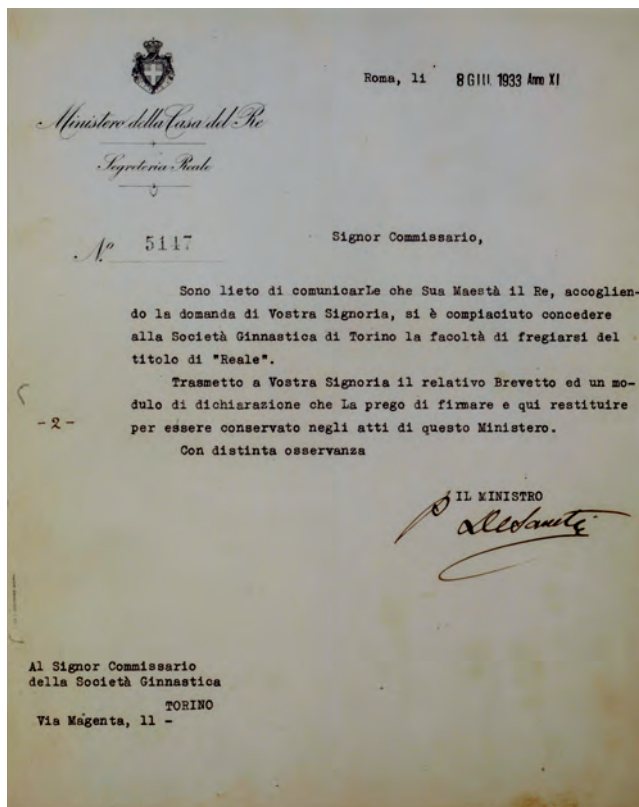 Roma, li 8 GIU. 1933 Anno XI
Ministero della Casa del Re
Segreteria Reale
N° 5147
Signor Commissario,
Sono lieto di comunicarLe che Sua Maestà il Re, accoglien-
do la domanda di Vostra Signoria, si è compiaciuto concedere
alla Società Ginnastica di Torino la facoltà di fregiarsi del
titolo di "Reale".
Trasmetto a Vostra Signoria il relativo Brevetto ed un mo-
dulo di dichiarazione che La prego di firmare e qui restituire
-2-
per essere conservato negli atti di questo Ministero.
Con distinta osservanza
IL MINISTRO
Al Signor Commissario
della Società Ginnastica
TORINO
Via Magenta, 11 -